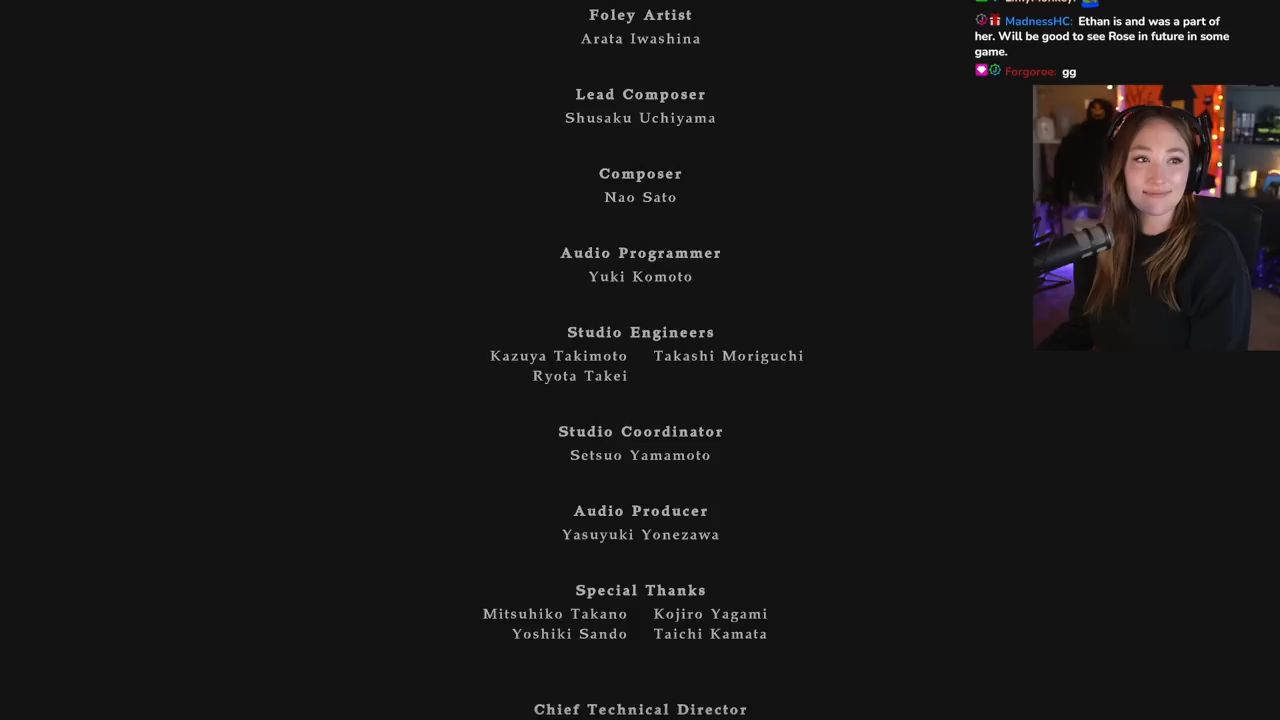 Foley Artist
Arata Iwashina
Lead Composer
Shusaku Uchiyama
Composer
Nao Sato
Audio Programmer
Yuki Komoto
Studio Engineers
Kazuya Takimoto Takashi Moriguchi
Ryota Takei
Studio Coordinator
Setsuo Yamamoto
Audio Producer
Yasuyuki Yonezawa
Special Thanks
Mitsuhiko Takano Kojiro Yagami
Yoshiki Sando Taichi Kamata
Chief Technical Director
MadnessHC: Ethan is and was a part of
her. Will be good to see Rose in future in some
game.
Forgoroe: gg